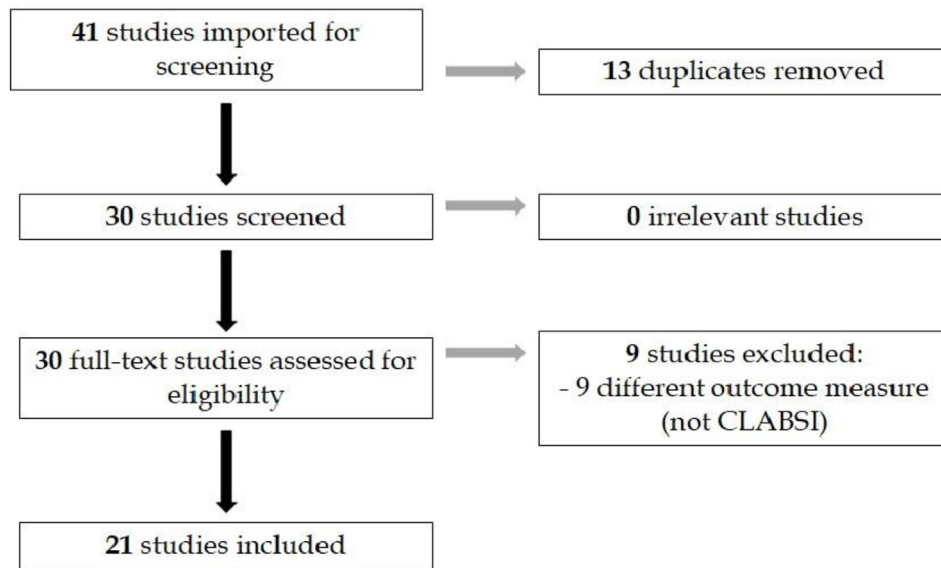 41 studies imported for
screening
13 duplicates removed
30 studies screened
0 irrelevant studies
30 full-text studies assessed for
eligibility
9 studies excluded:
- 9 different outcome measure
(not CLABSI)
21 studies included